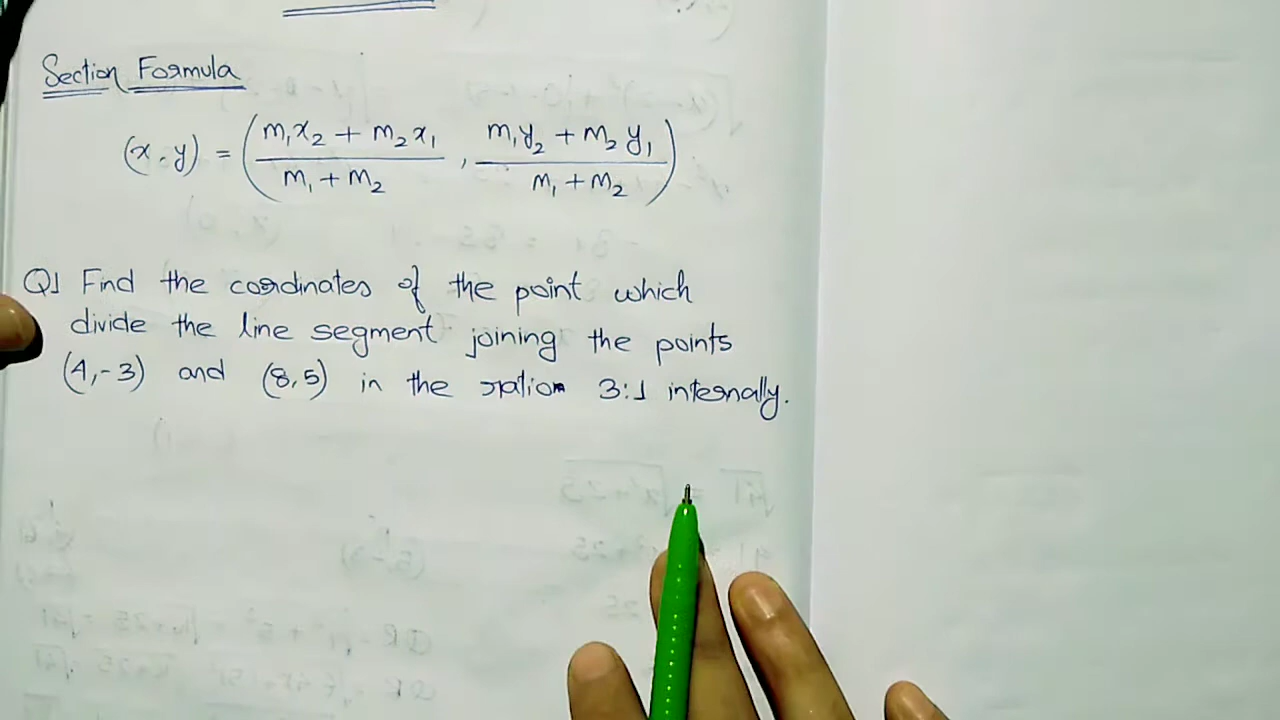 Section Formula
(x, y) = ( m₁x₂ + m₂x₁ / m₁ + m₂ , m₁y₂ + m₂y₁ / m₁ + m₂ )
Q1 Find the coordinates of the point which
divide the line segment joining the points
(4,-3) and (8,5) in the ration 3:1 internally.